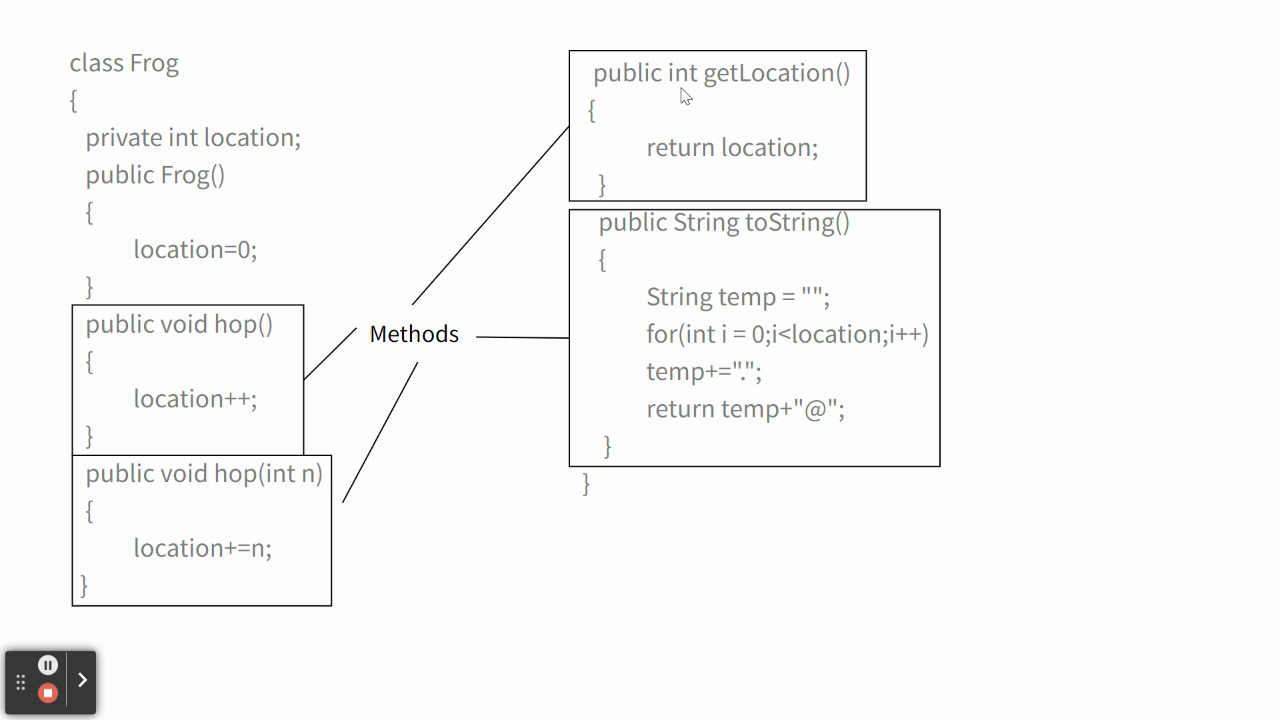 class Frog
{
private int location;
public Frog()
{
location=0;
}
public void hop()
{
location++;
}
public void hop(int n)
{
location+=n;
}
Methods
public int getLocation()
{
return location;
}
public String toString()
{
String temp = "";
for(int i = 0;i<location;i++)
temp+=".";
return temp+"@";
}
}